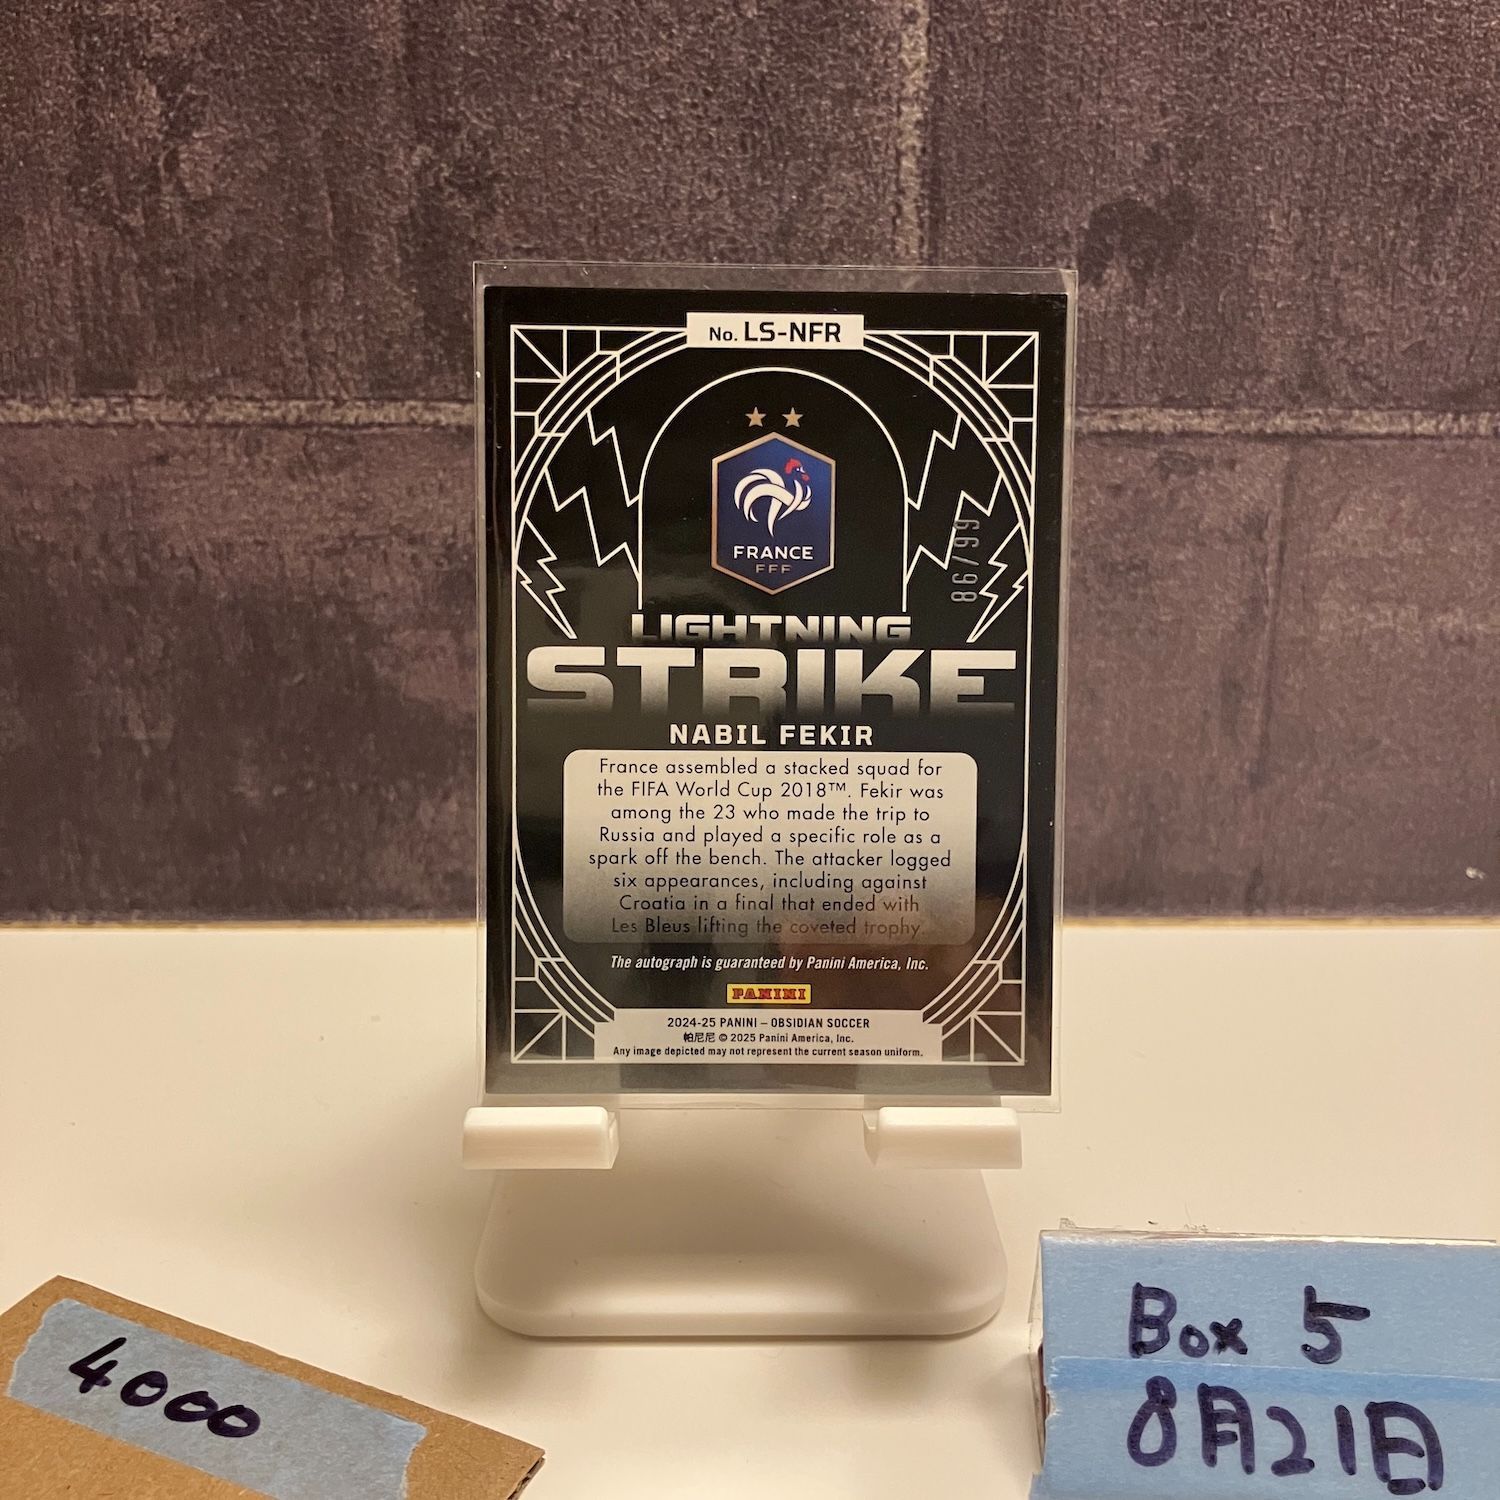 No. LS-NFR
FRANCE
FFF
86/99
LIGHTNING
STRIKE
NABIL FEKIR
France assembled a stacked squad for
the FIFA World Cup 2018™. Fekir was
among the 23 who made the trip to
Russia and played a specific role as a
spark off the bench. The attacker logged
six appearances, including against
Croatia in a final that ended with
Les Bleus lifting the coveted trophy.
The autograph is guaranteed by Panini America, Inc.
PANINI
2024-25 PANINI – OBSIDIAN SOCCER
帕尼尼 © 2025 Panini America, Inc.
Any image depicted may not represent the current season uniform.
4000
Box 5
8月21日